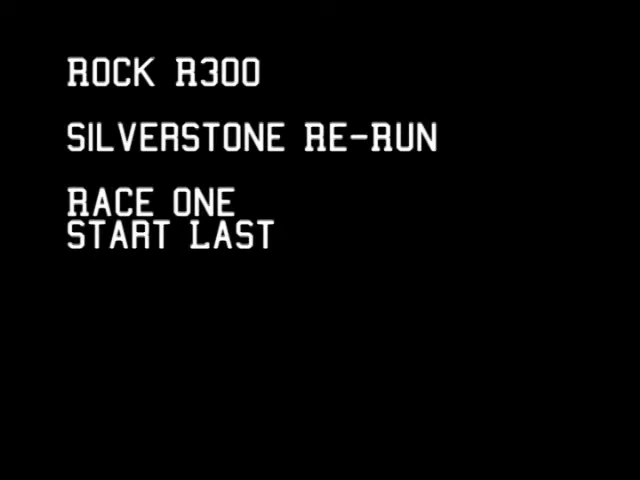 ROCK R300
SILVERSTONE RE-RUN
RACE ONE
START LAST